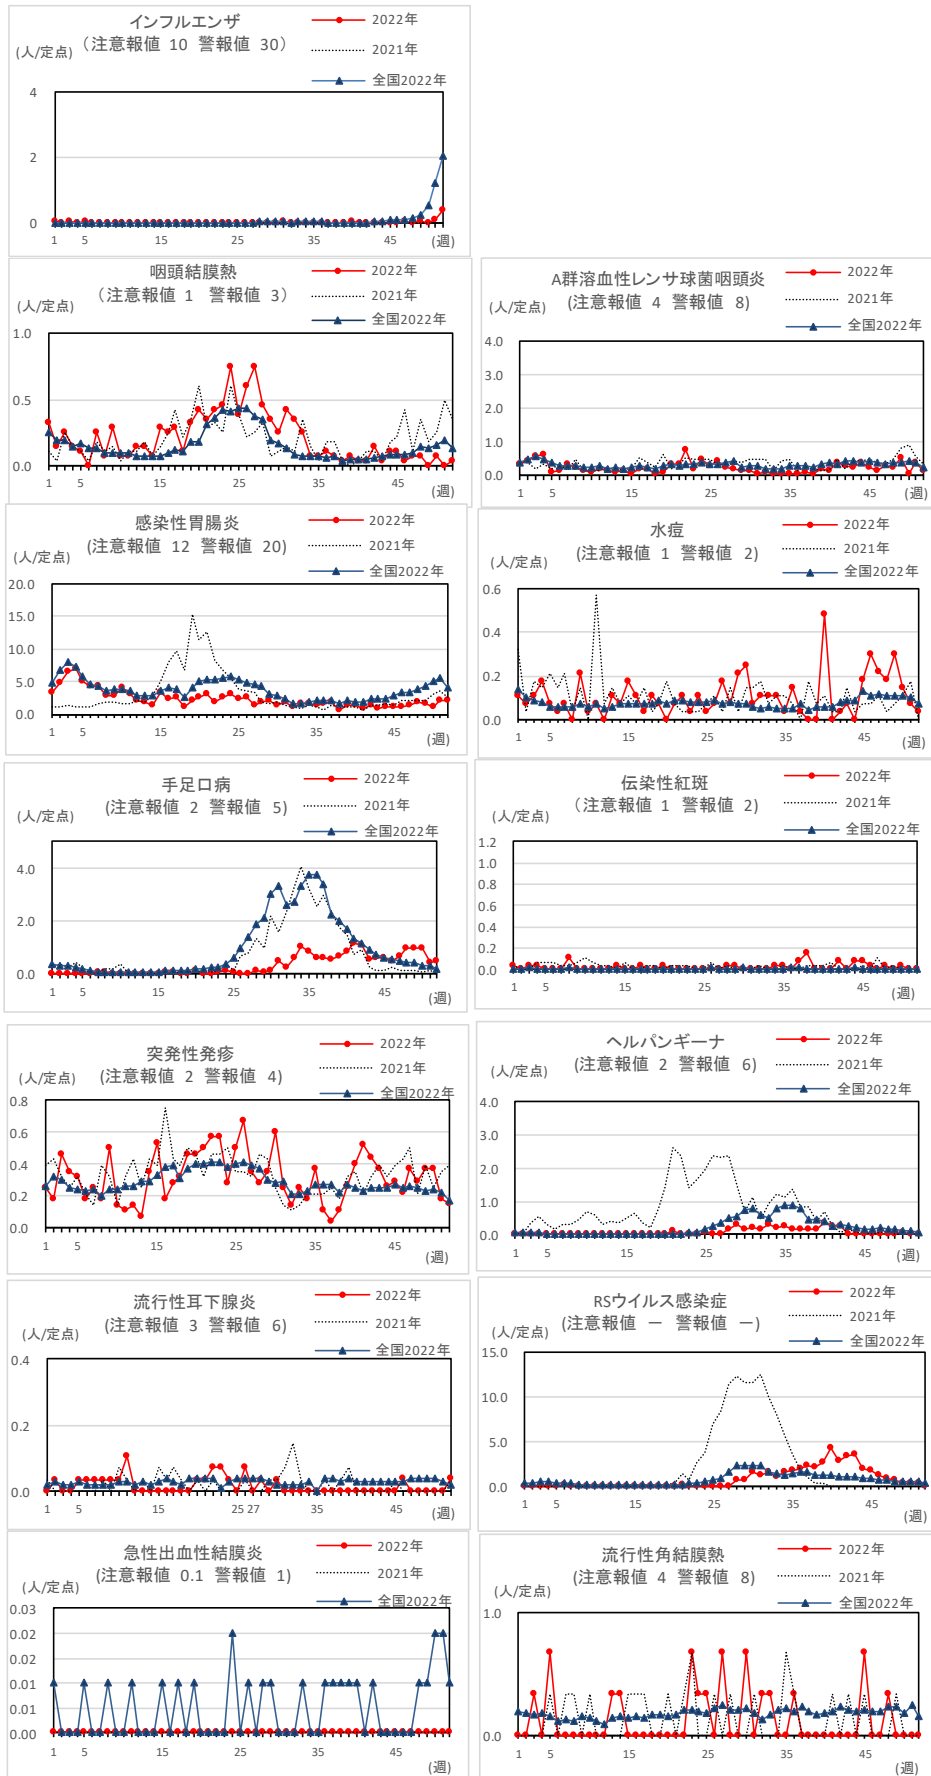 インフルエンザ
（注意報値 10 警報値 30）
(人/定点)
2022年
2021年
全国2022年
4
2
0
1 5 15 25 35 45
(週)
咽頭結膜熱
（注意報値 1 警報値 3）
(人/定点)
2022年
2021年
全国2022年
1.0
0.5
0.0
1 5 15 25 35 45
(週)
A群溶血性レンサ球菌咽頭炎
(注意報値 4 警報値 8)
(人/定点)
2022年
2021年
全国2022年
4.0
3.0
2.0
1.0
0.0
1 5 15 25 35 45
(週)
感染性胃腸炎
(注意報値 12 警報値 20)
(人/定点)
2022年
2021年
全国2022年
20.0
15.0
10.0
5.0
0.0
1 5 15 25 35 45
(週)
水痘
(注意報値 1 警報値 2)
(人/定点)
2022年
2021年
全国2022年
0.6
0.4
0.2
0.0
1 5 15 25 35 45
(週)
手足口病
(注意報値 2 警報値 5)
(人/定点)
2022年
2021年
全国2022年
4.0
2.0
0.0
1 5 15 25 35 45
(週)
伝染性紅斑
（注意報値 1 警報値 2）
(人/定点)
2022年
2021年
全国2022年
1.2
1.0
0.8
0.6
0.4
0.2
0.0
1 5 15 25 35 45
(週)
突発性発疹
(注意報値 2 警報値 4)
(人/定点)
2022年
2021年
全国2022年
0.8
0.6
0.4
0.2
0.0
1 5 15 25 35 45
(週)
ヘルパンギーナ
(注意報値 2 警報値 6)
(人/定点)
2022年
2021年
全国2022年
4.0
3.0
2.0
1.0
0.0
1 5 15 25 35 45
(週)
流行性耳下腺炎
(注意報値 3 警報値 6)
(人/定点)
2022年
2021年
全国2022年
0.4
0.2
0.0
1 5 15 25 27 35 45
(週)
RSウイルス感染症
(注意報値 ー 警報値 ー)
(人/定点)
2022年
2021年
全国2022年
15.0
10.0
5.0
0.0
1 5 15 25 35 45
(週)
急性出血性結膜炎
(注意報値 0.1 警報値 1)
(人/定点)
2022年
2021年
全国2022年
0.03
0.02
0.02
0.01
0.01
0.00
1 5 15 24 35 45
(週)
流行性角結膜熱
(注意報値 4 警報値 8)
(人/定点)
2022年
2021年
全国2022年
1.0
0.0
1 5 15 27 35 45
(週)